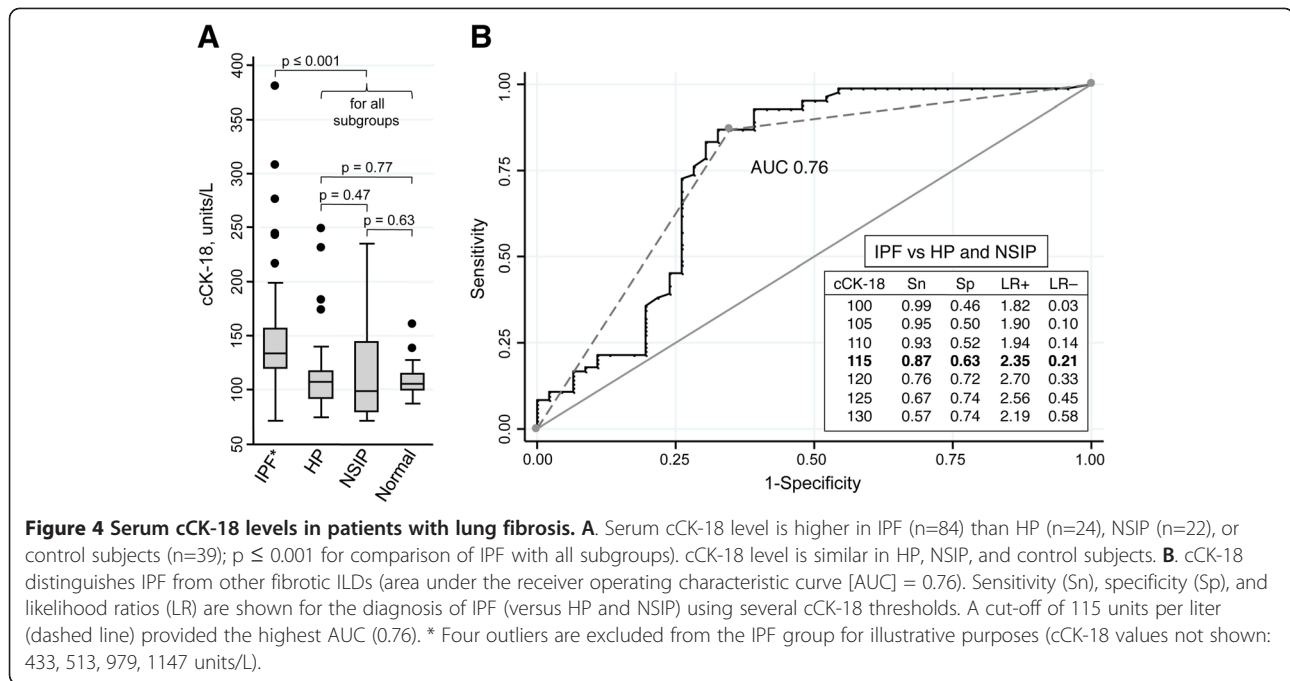 A
B
p ≤ 0.001
for all
subgroups
p = 0.77
p = 0.47
p = 0.63
cCK-18, units/L
400
350
300
250
200
150
100
50
IPF*
HP
NSIP
Normal
Sensitivity
1.00
0.75
0.50
0.25
0.00
AUC 0.76
IPF vs HP and NSIP
cCK-18 Sn Sp LR+ LR−
100 0.99 0.46 1.82 0.03
105 0.95 0.50 1.90 0.10
110 0.93 0.52 1.94 0.14
115 0.87 0.63 2.35 0.21
120 0.76 0.72 2.70 0.33
125 0.67 0.74 2.56 0.45
130 0.57 0.74 2.19 0.58
0.00 0.25 0.50 0.75 1.00
1-Specificity
Figure 4 Serum cCK-18 levels in patients with lung fibrosis. A. Serum cCK-18 level is higher in IPF (n=84) than HP (n=24), NSIP (n=22), or
control subjects (n=39); p ≤ 0.001 for comparison of IPF with all subgroups). cCK-18 level is similar in HP, NSIP, and control subjects. B. cCK-18
distinguishes IPF from other fibrotic ILDs (area under the receiver operating characteristic curve [AUC] = 0.76). Sensitivity (Sn), specificity (Sp), and
likelihood ratios (LR) are shown for the diagnosis of IPF (versus HP and NSIP) using several cCK-18 thresholds. A cut-off of 115 units per liter
(dashed line) provided the highest AUC (0.76). * Four outliers are excluded from the IPF group for illustrative purposes (cCK-18 values not shown:
433, 513, 979, 1147 units/L).